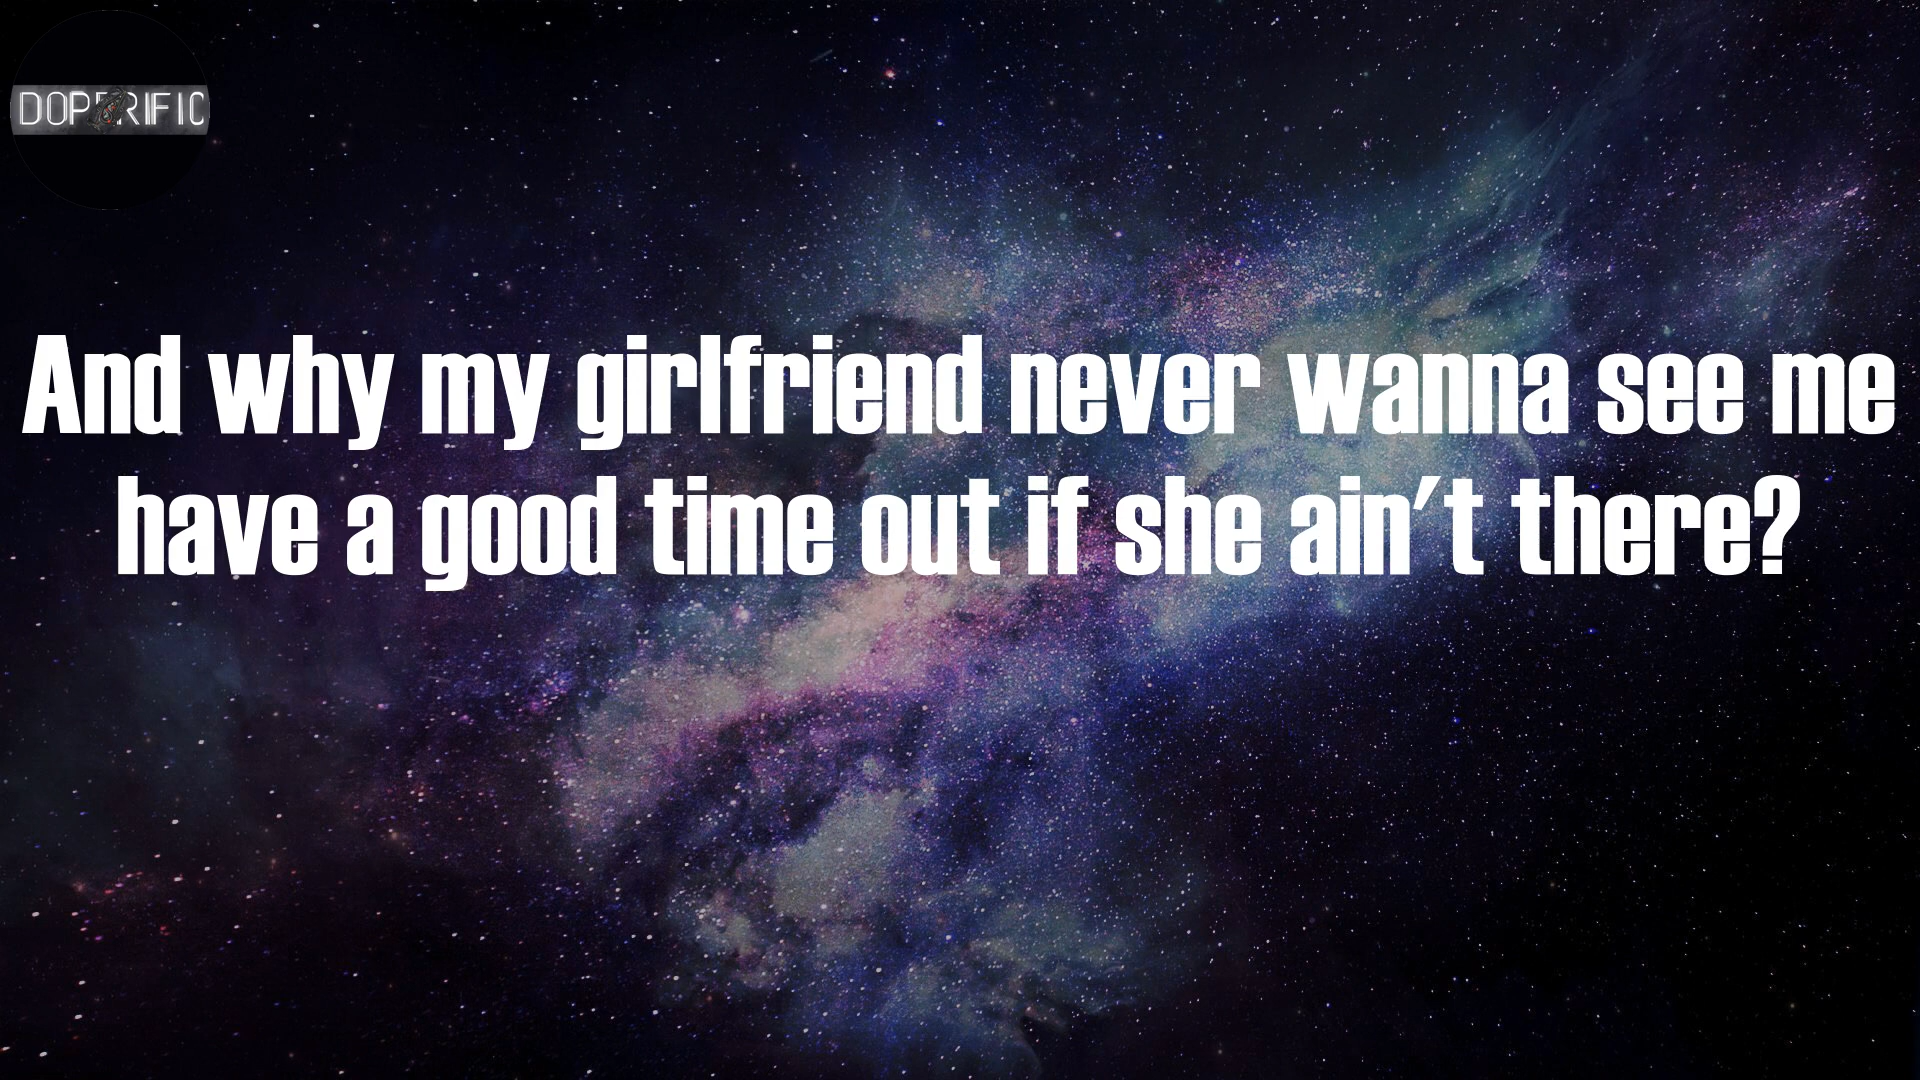 DOPERIFIC
And why my girlfriend never wanna see me
have a good time out if she ain't there?